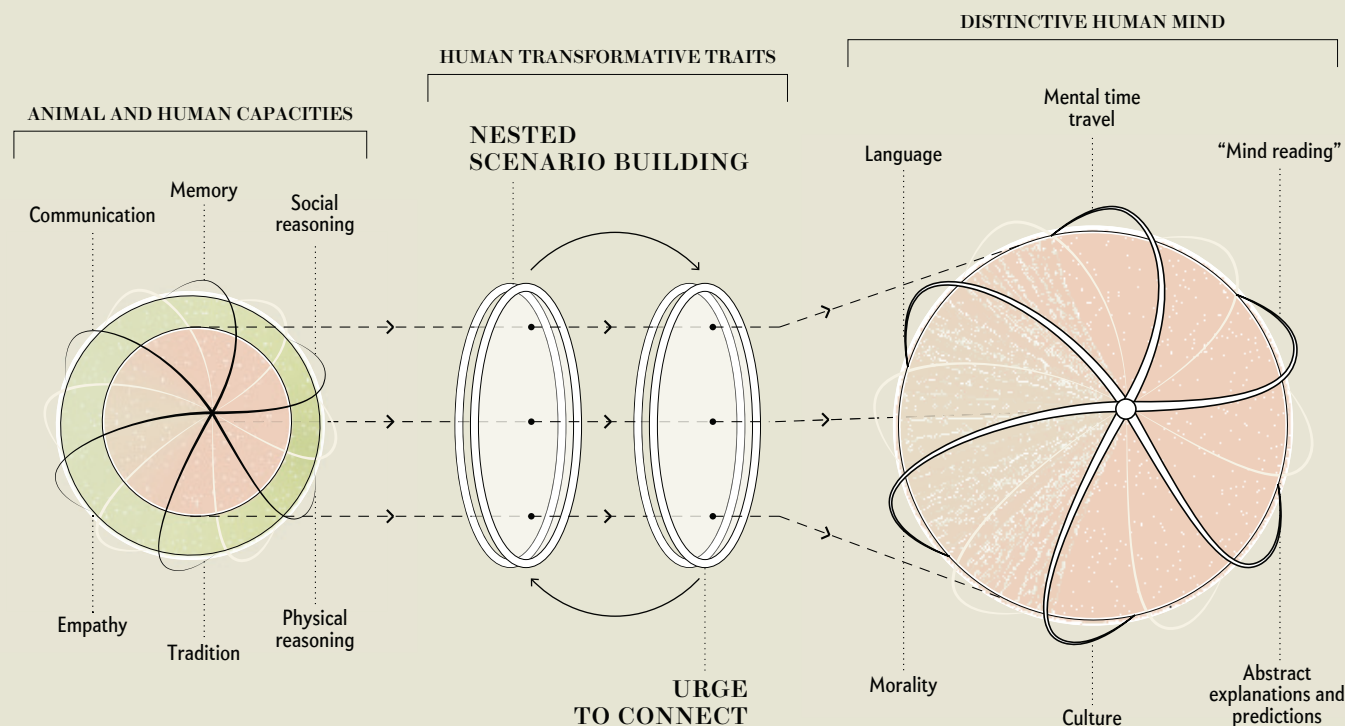 ANIMAL AND HUMAN CAPACITIES
Communication
Memory
Social
reasoning
Empathy
Tradition
Physical
reasoning
HUMAN TRANSFORMATIVE TRAITS
NESTED
SCENARIO BUILDING
URGE
TO CONNECT
DISTINCTIVE HUMAN MIND
Language
Mental time
travel
“Mind reading”
Morality
Culture
Abstract
explanations and
predictions